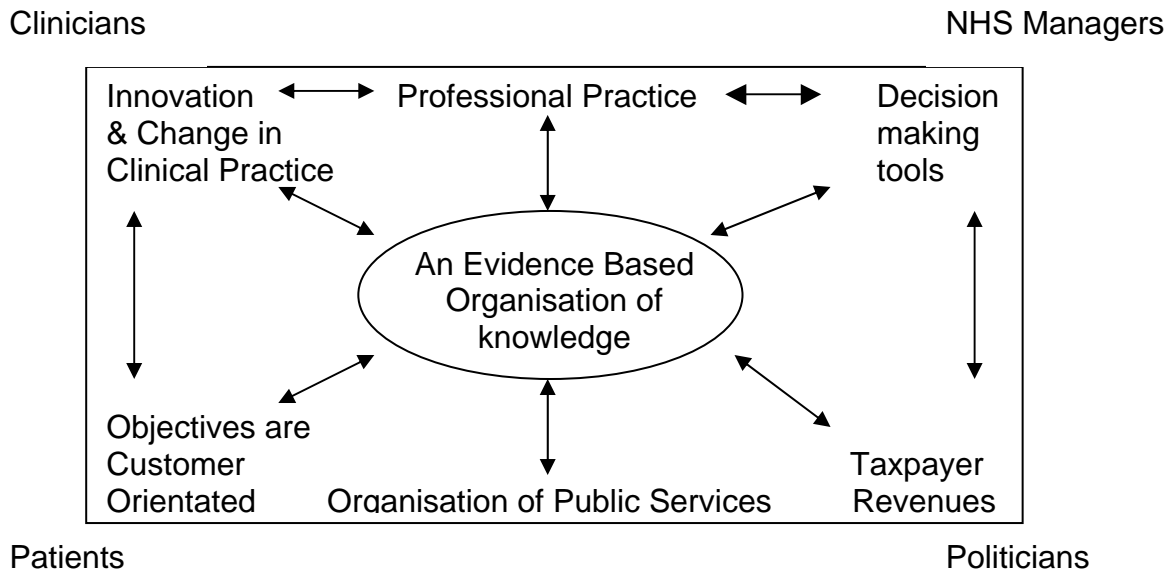 Clinicians
NHS Managers
Innovation
& Change in
Clinical Practice
Professional Practice
Decision
making
tools
An Evidence Based
Organisation of
knowledge
Objectives are
Customer
Orientated
Organisation of Public Services
Taxpayer
Revenues
Patients
Politicians